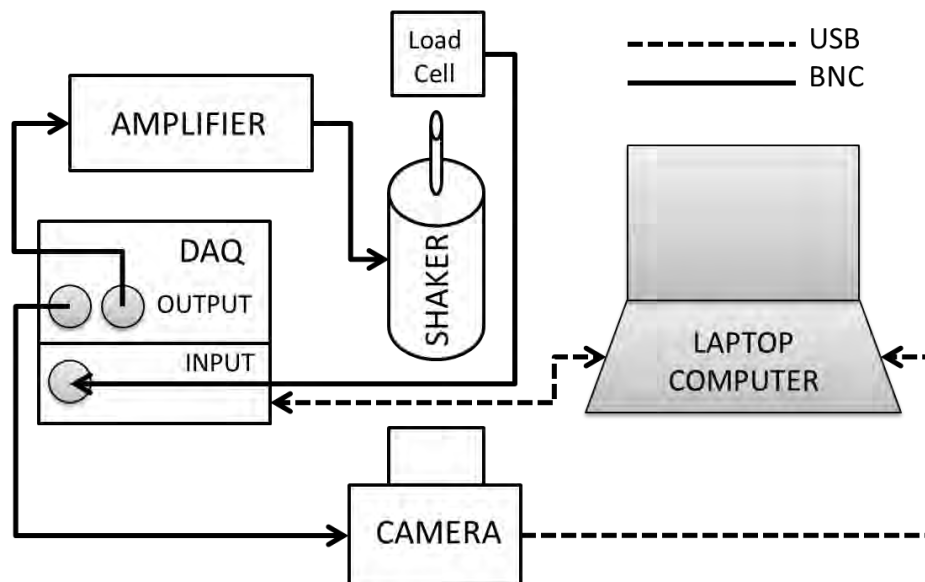 Load
Cell
USB
BNC
AMPLIFIER
DAQ
OUTPUT
INPUT
SHAKER
LAPTOP
COMPUTER
CAMERA